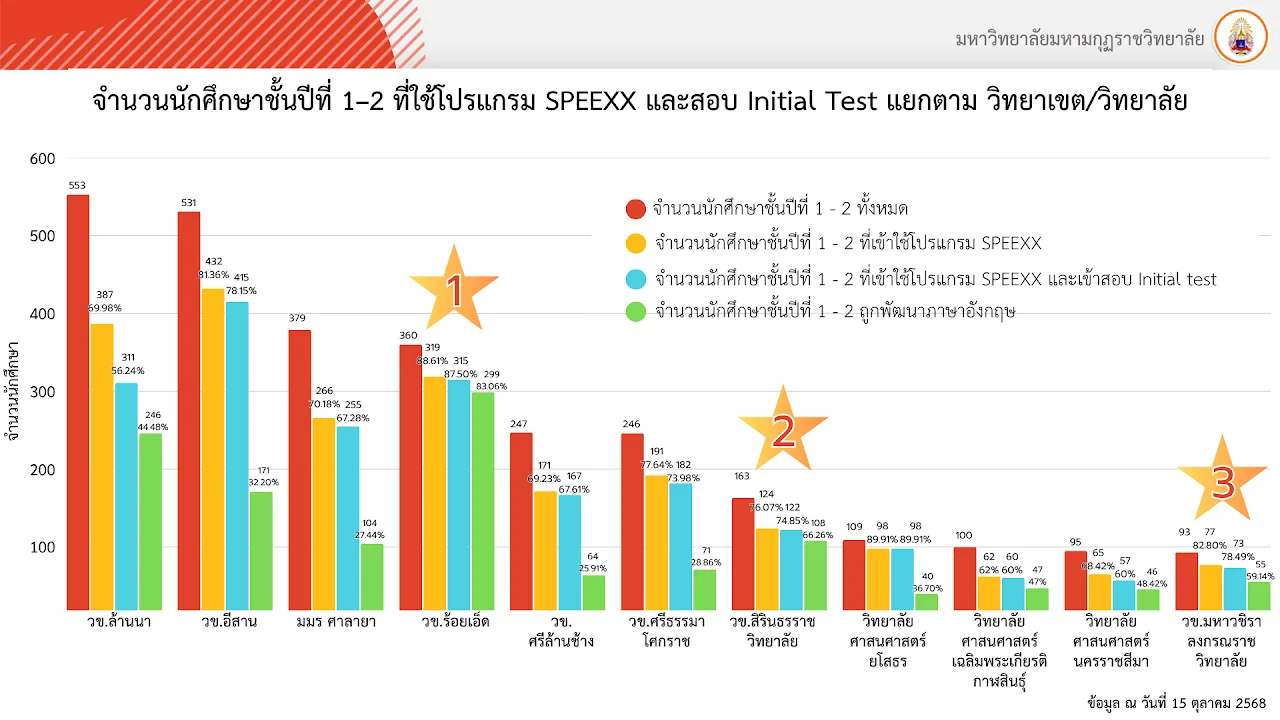 มหาวิทยาลัยมหามกุฏราชวิทยาลัย
จำนวนนักศึกษาชั้นปีที่ 1–2 ที่ใช้โปรแกรม SPEEXX และสอบ Initial Test แยกตาม วิทยาเขต/วิทยาลัย
จำนวนนักศึกษา
600
500
400
300
200
100
จำนวนนักศึกษาชั้นปีที่ 1 - 2 ทั้งหมด
จำนวนนักศึกษาชั้นปีที่ 1 - 2 ที่เข้าใช้โปรแกรม SPEEXX
จำนวนนักศึกษาชั้นปีที่ 1 - 2 ที่เข้าใช้โปรแกรม SPEEXX และเข้าสอบ Initial test
จำนวนนักศึกษาชั้นปีที่ 1 - 2 ถูกพัฒนาภาษาอังกฤษ
553
387
69.98%
311
56.24%
246
44.48%
วข.ล้านนา
531
432
81.36%
415
78.15%
171
32.20%
วข.อีสาน
379
266
70.18%
255
67.28%
104
27.44%
มมร ศาลายา
1
360
319
88.61%
315
87.50%
299
83.06%
วข.ร้อยเอ็ด
247
171
69.23%
167
67.61%
64
25.91%
วข.
ศรีล้านช้าง
246
191
77.64%
182
73.98%
71
28.86%
วข.ศรีธรรมา
โศกราช
2
163
124
76.07%
122
74.85%
108
66.26%
วข.สิรินธรราช
วิทยาลัย
109
98
89.91%
98
89.91%
40
36.70%
วิทยาลัย
ศาสนศาสตร์
ยโสธร
100
62
62%
60
60%
47
47%
วิทยาลัย
ศาสนศาสตร์
เฉลิมพระเกียรติ
กาฬสินธุ์
95
65
68.42%
57
60%
46
48.42%
วิทยาลัย
ศาสนศาสตร์
นครราชสีมา
3
93
77
82.80%
73
78.49%
55
59.14%
วข.มหาวชิรา
ลงกรณราช
วิทยาลัย
ข้อมูล ณ วันที่ 15 ตุลาคม 2568